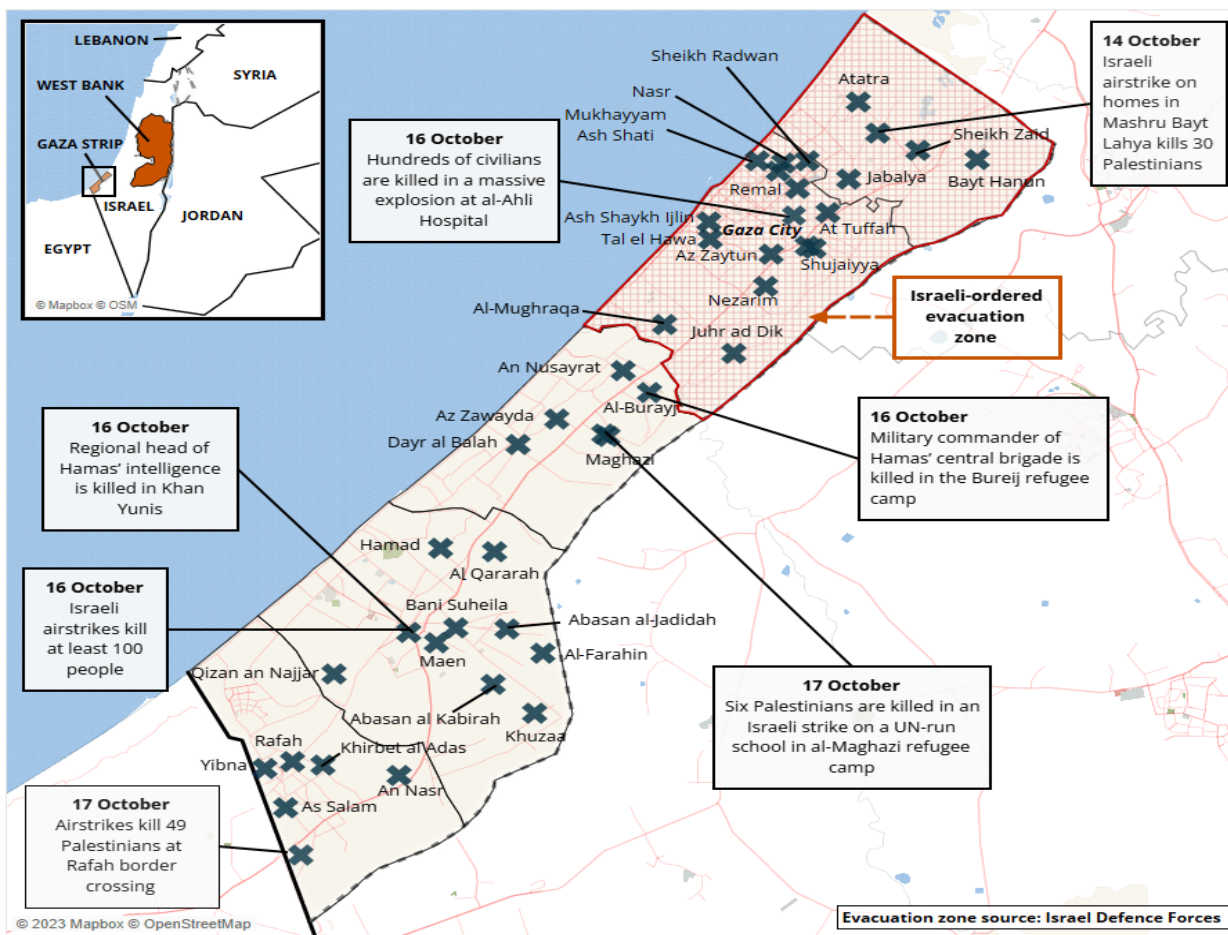 LEBANON
SYRIA
WEST BANK
GAZA STRIP
ISRAEL
JORDAN
EGYPT
© Mapbox © OSM
16 October
Hundreds of civilians
are killed in a massive
explosion at al-Ahli
Hospital
Sheikh Radwan
Nasr
Mukhayyam
Ash Shati
Atatra
Sheikh Zaid
Remal
Jabalya
Bayt Hanun
Ash Shaykh Ijlin
Gaza City
At Tuffah
Tal el Hawa
Az Zaytun
Shujaiyya
Nezarim
Al-Mughraqa
Juhr ad Dik
14 October
Israeli
airstrike on
homes in
Mashru Bayt
Lahya kills 30
Palestinians
Israeli-ordered
evacuation
zone
An Nusayrat
Al-Burayj
Az Zawayda
Dayr al Balah
Maghazi
16 October
Regional head of
Hamas’ intelligence
is killed in Khan
Yunis
16 October
Military commander of
Hamas’ central brigade is
killed in the Bureij refugee
camp
Hamad
Al Qararah
16 October
Israeli
airstrikes kill
at least 100
people
Bani Suheila
Abasan al-Jadidah
Maen
Al-Farahin
Qizan an Najjar
Abasan al Kabirah
Khuzaa
17 October
Six Palestinians are killed in an
Israeli strike on a UN-run
school in al-Maghazi refugee
camp
Rafah
Khirbet al Adas
Yibna
An Nasr
As Salam
17 October
Airstrikes kill 49
Palestinians at
Rafah border
crossing
© 2023 Mapbox © OpenStreetMap
Evacuation zone source: Israel Defence Forces